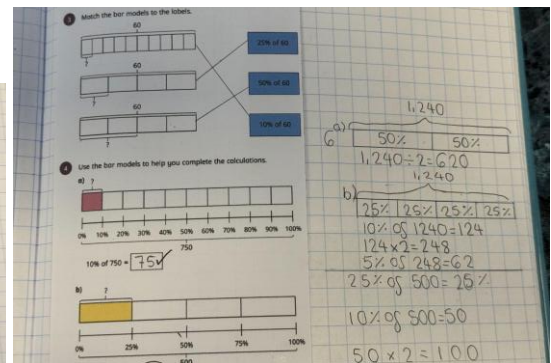 3 Match the bar models to the labels.
60
?
25% of 60
60
?
50% of 60
60
?
10% of 60
4 Use the bar models to help you complete the calculations.
a)
?
0% 10% 20% 30% 40% 50% 60% 70% 80% 90% 100%
750
10% of 750 = 75
b)
?
0% 25% 50% 75% 100%
500
1,240
6 a) 50% 50%
1,240÷2=620
1,240
b)
25% 25% 25% 25%
10% of 1240=124
124×2=248
5% of 248=62
25% of 500=25%
10% of 500=50
50×2=100